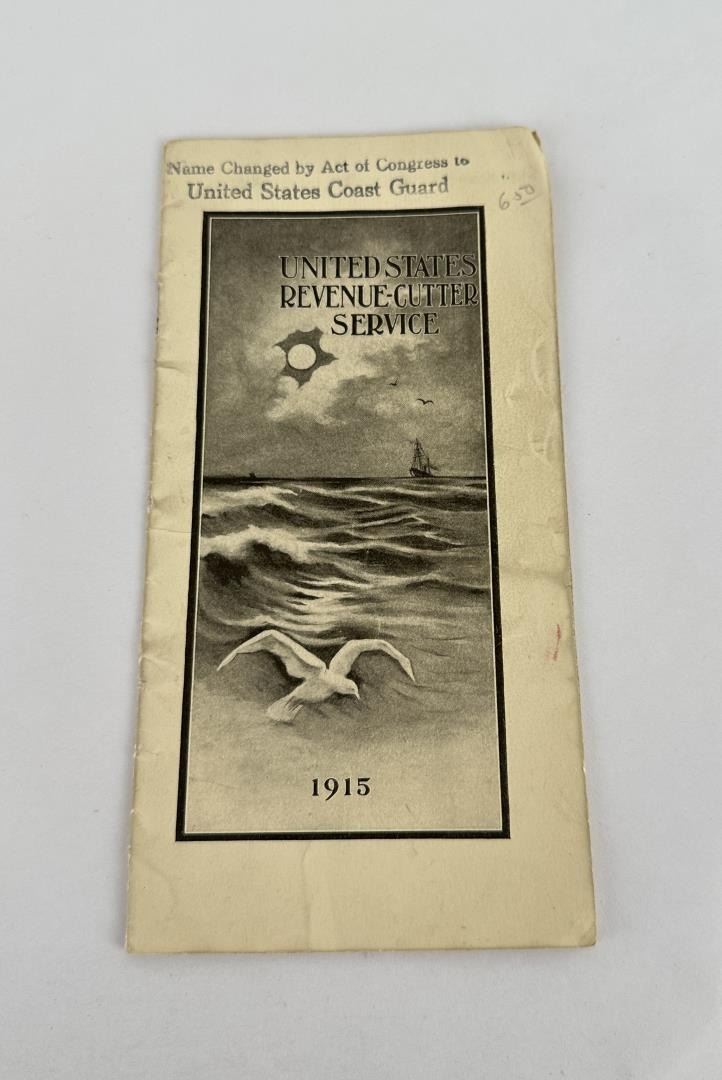 Name Changed by Act of Congress to
United States Coast Guard
6.50
UNITED STATES
REVENUE-CUTTER
SERVICE
1915